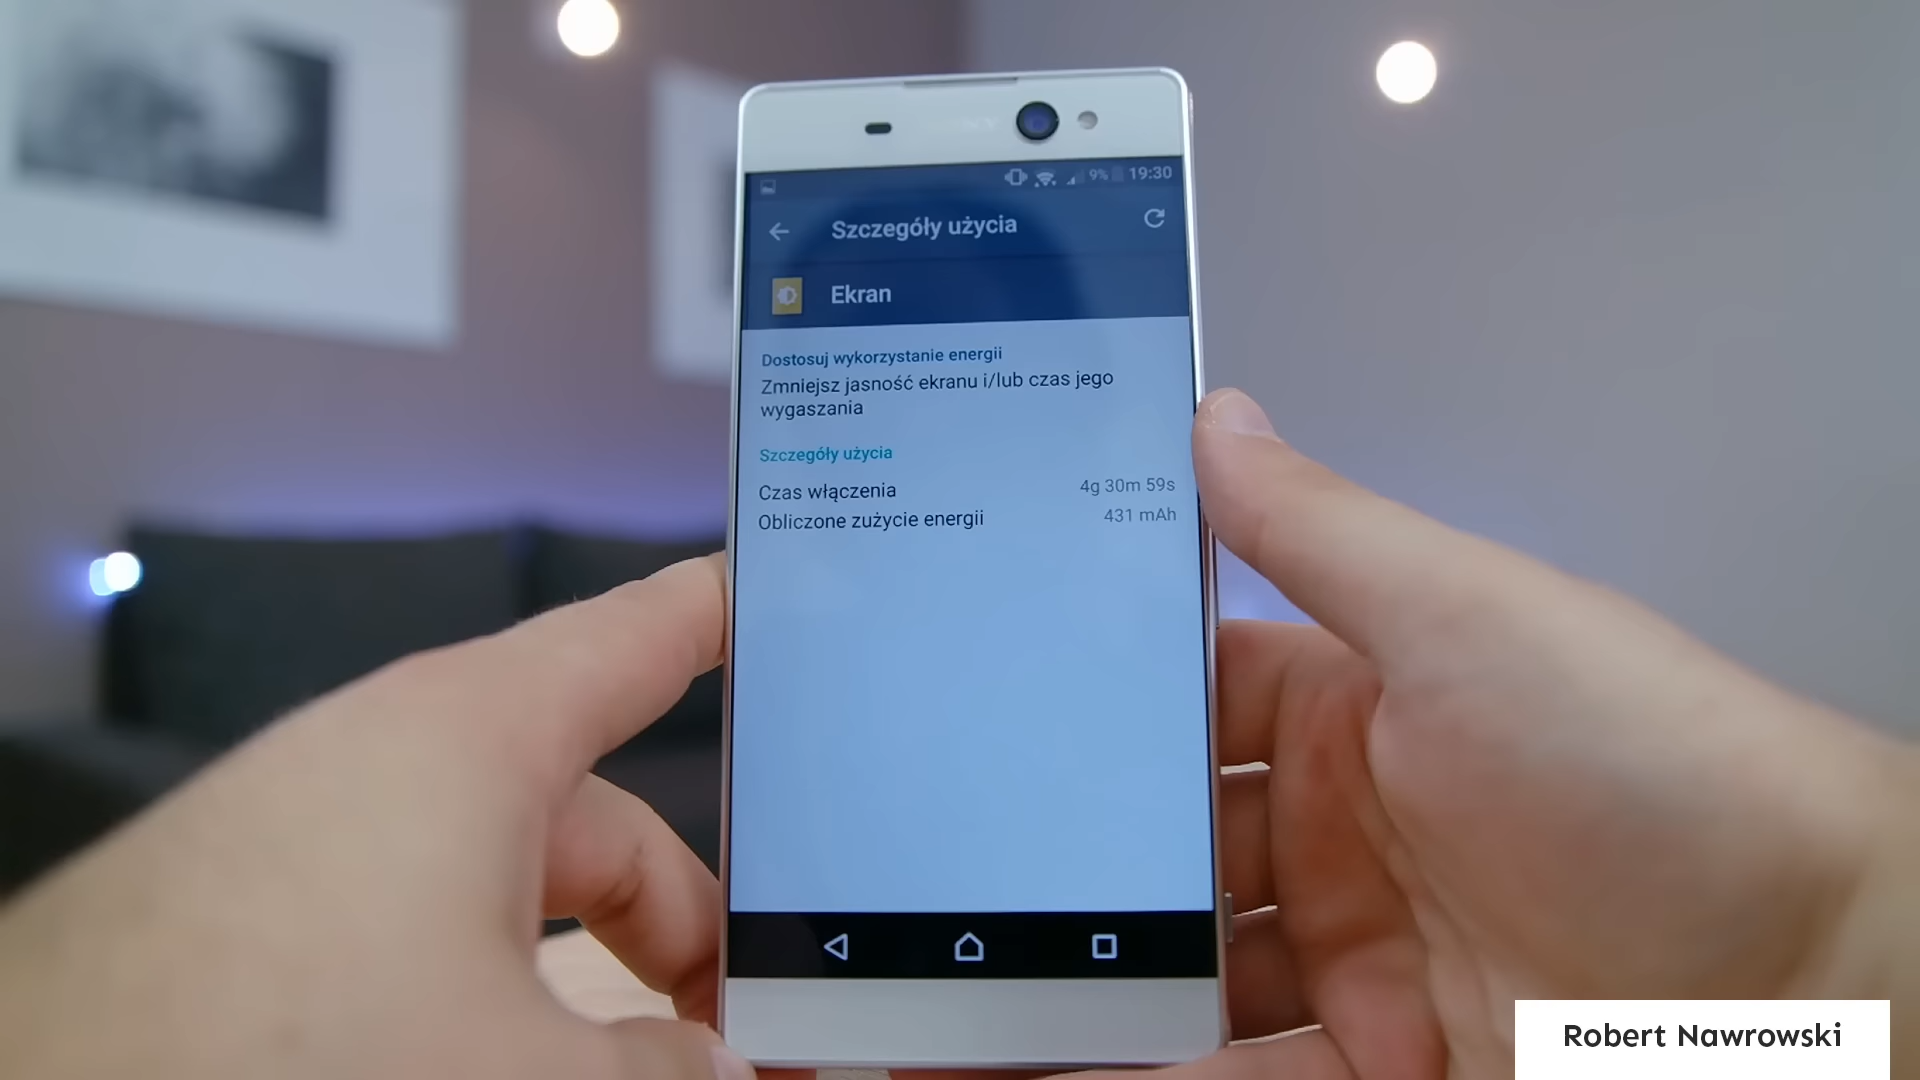 9% 19:30
Szczegóły użycia
Ekran
Dostosuj wykorzystanie energii
Zmniejsz jasność ekranu i/lub czas jego
wygaszania
Szczegóły użycia
Czas włączenia 4g 30m 59s
Obliczone zużycie energii 431 mAh
Robert Nawrowski